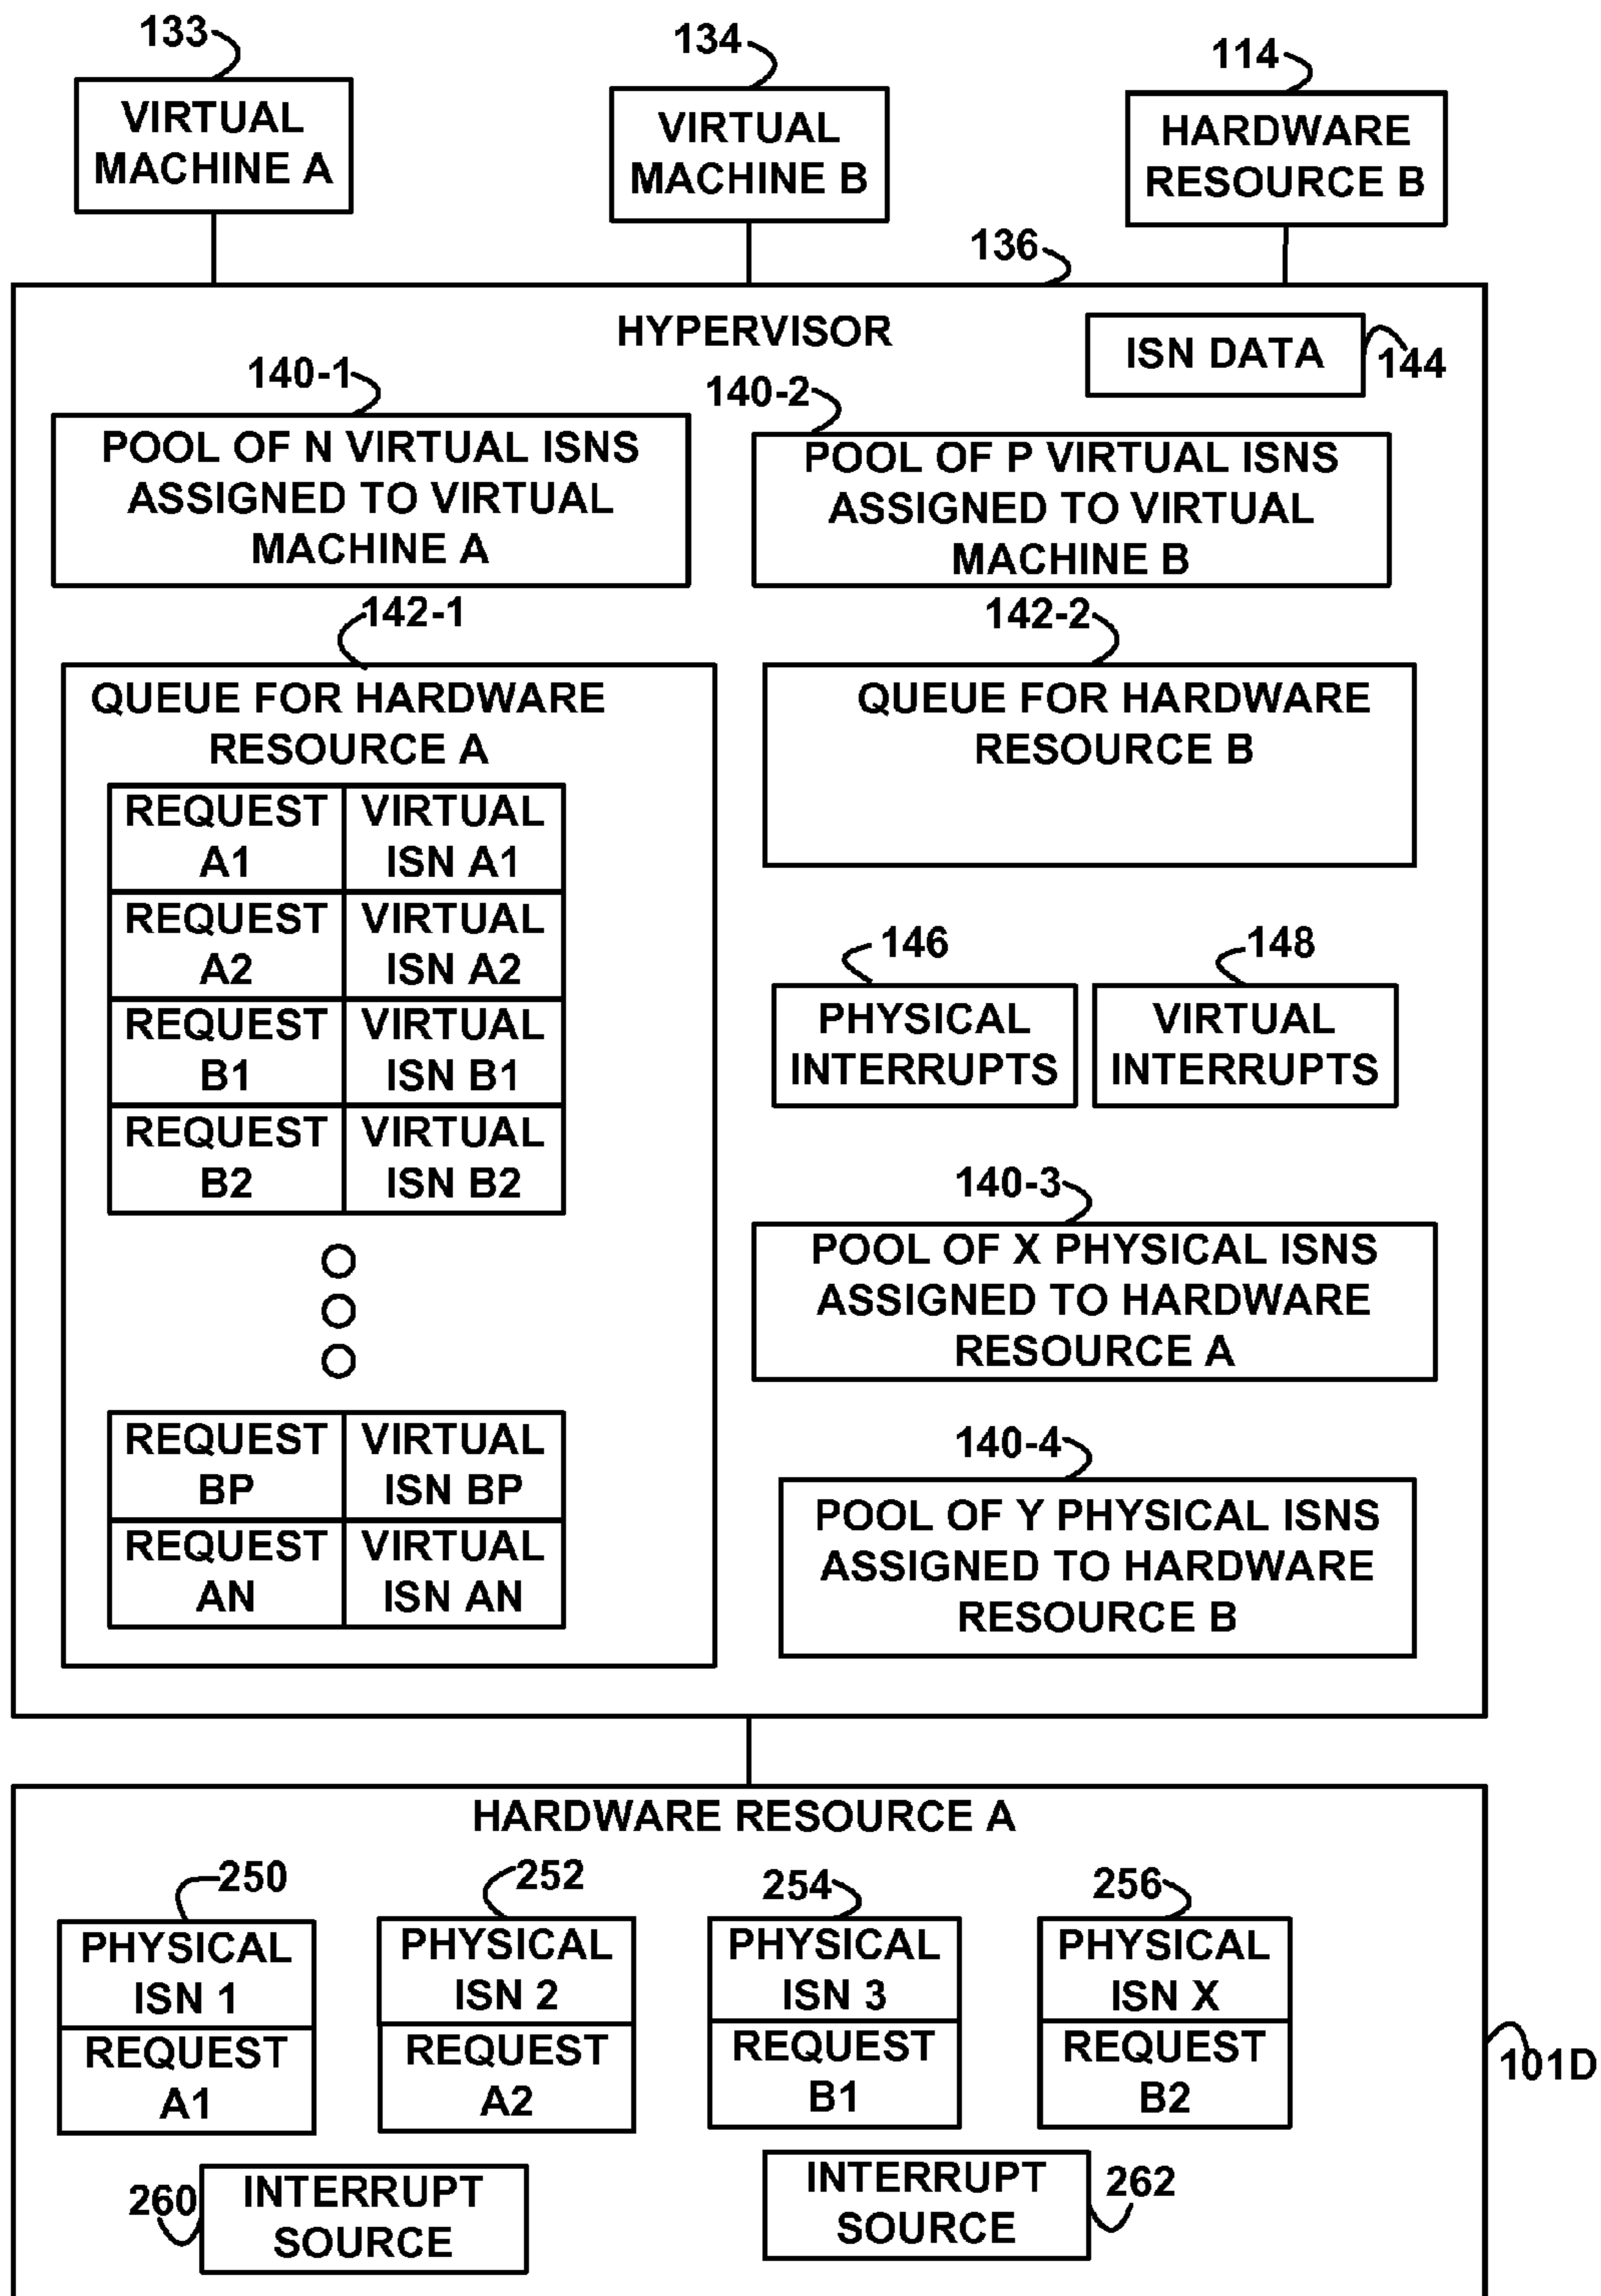 133
134
114
VIRTUAL
MACHINE A
VIRTUAL
MACHINE B
HARDWARE
RESOURCE B
136
HYPERVISOR
ISN DATA
144
140-1
140-2
POOL OF N VIRTUAL ISNS
ASSIGNED TO VIRTUAL
MACHINE A
POOL OF P VIRTUAL ISNS
ASSIGNED TO VIRTUAL
MACHINE B
142-1
142-2
QUEUE FOR HARDWARE
RESOURCE A
REQUEST
A1
VIRTUAL
ISN A1
REQUEST
A2
VIRTUAL
ISN A2
REQUEST
B1
VIRTUAL
ISN B1
REQUEST
B2
VIRTUAL
ISN B2
REQUEST
BP
VIRTUAL
ISN BP
REQUEST
AN
VIRTUAL
ISN AN
QUEUE FOR HARDWARE
RESOURCE B
146
148
PHYSICAL
INTERRUPTS
VIRTUAL
INTERRUPTS
140-3
POOL OF X PHYSICAL ISNS
ASSIGNED TO HARDWARE
RESOURCE A
140-4
POOL OF Y PHYSICAL ISNS
ASSIGNED TO HARDWARE
RESOURCE B
HARDWARE RESOURCE A
250
252
254
256
PHYSICAL
ISN 1
REQUEST
A1
PHYSICAL
ISN 2
REQUEST
A2
PHYSICAL
ISN 3
REQUEST
B1
PHYSICAL
ISN X
REQUEST
B2
101D
260
INTERRUPT
SOURCE
INTERRUPT
SOURCE
262